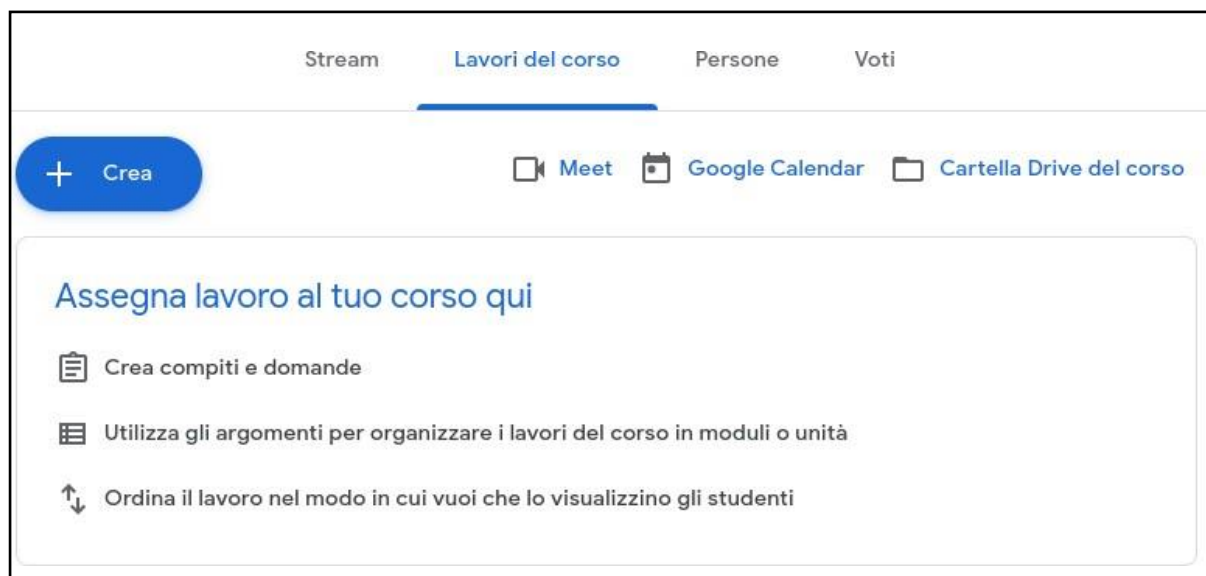 Stream Lavori del corso Persone Voti
Crea Meet Google Calendar Cartella Drive del corso
Assegna lavoro al tuo corso qui
Crea compiti e domande
Utilizza gli argomenti per organizzare i lavori del corso in moduli o unità
Ordina il lavoro nel modo in cui vuoi che lo visualizzino gli studenti